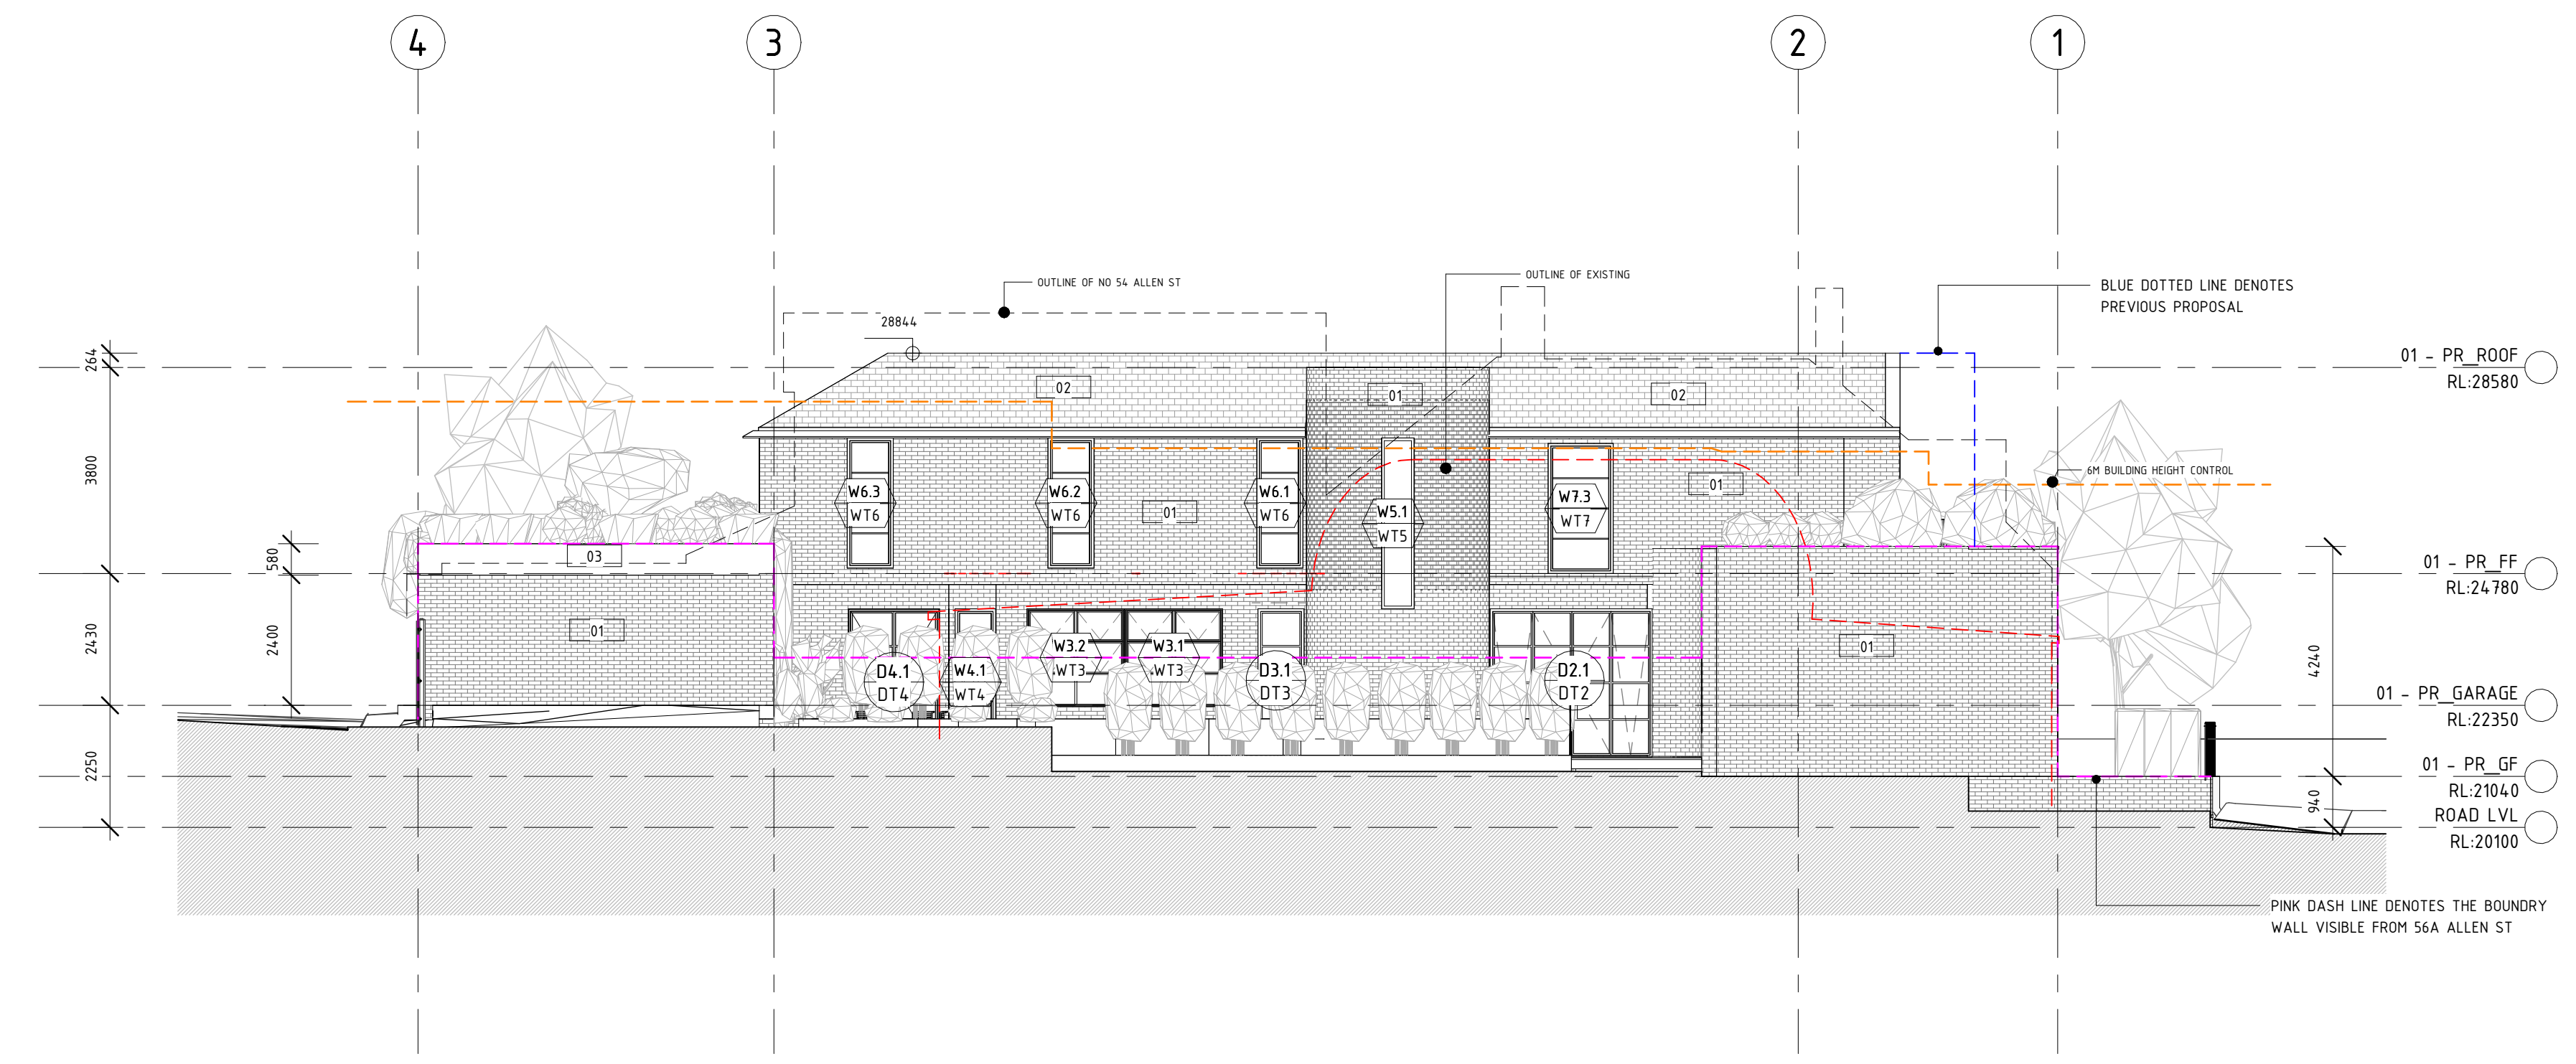 4
3
2
1
OUTLINE OF NO 54 ALLEN ST
OUTLINE OF EXISTING
BLUE DOTTED LINE DENOTES
PREVIOUS PROPOSAL
28844
264
01 - PR_ROOF
RL:28580
02
01
02
3800
6M BUILDING HEIGHT CONTROL
W6.3
WT6
W6.2
WT6
01
W6.1
WT6
W5.1
WT5
W7.3
WT7
01
580
03
01 - PR_FF
RL:24780
2430
2400
01
D4.1
DT4
W4.1
WT4
W3.2
WT3
W3.1
WT3
D3.1
DT3
D2.1
DT2
01
4240
01 - PR_GARAGE
RL:22350
2250
01 - PR_GF
RL:21040
940
ROAD LVL
RL:20100
PINK DASH LINE DENOTES THE BOUNDRY
WALL VISIBLE FROM 56A ALLEN ST